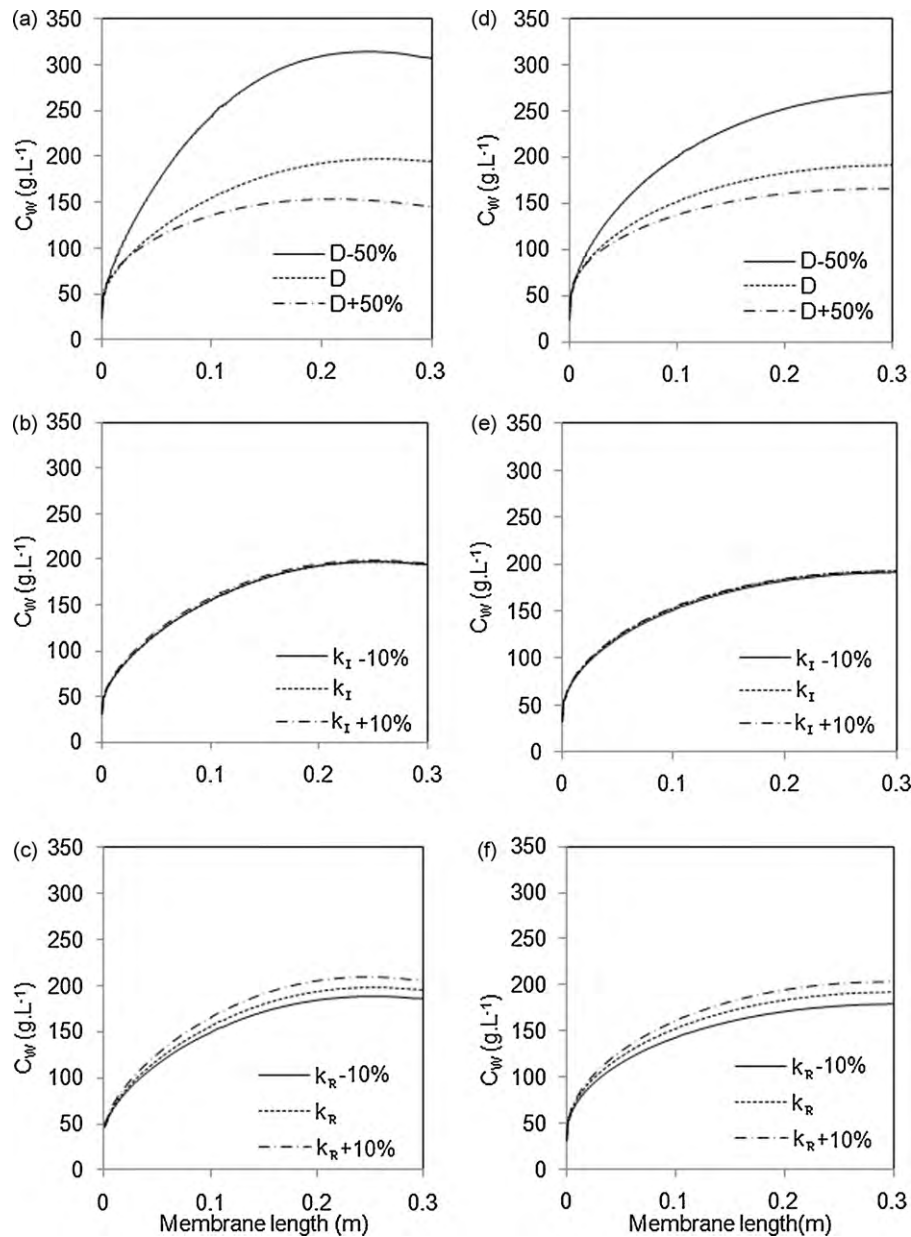 (a)
350
300
250
200
150
100
50
0
C_W (g.L⁻¹)
D-50%
D
D+50%
0 0.1 0.2 0.3
(d)
350
300
250
200
150
100
50
0
C_W (g.L⁻¹)
D-50%
D
D+50%
0 0.1 0.2 0.3
(b)
350
300
250
200
150
100
50
0
C_W (g.L⁻¹)
k_I -10%
k_I
k_I +10%
0 0.1 0.2 0.3
(e)
350
300
250
200
150
100
50
0
C_W (g.L⁻¹)
k_I -10%
k_I
k_I +10%
0 0.1 0.2 0.3
(c)
350
300
250
200
150
100
50
0
C_W (g.L⁻¹)
k_R-10%
k_R
k_R+10%
0 0.1 0.2 0.3
Membrane length (m)
(f)
350
300
250
200
150
100
50
0
C_W (g.L⁻¹)
k_R-10%
k_R
k_R+10%
0 0.1 0.2 0.3
Membrane length(m)